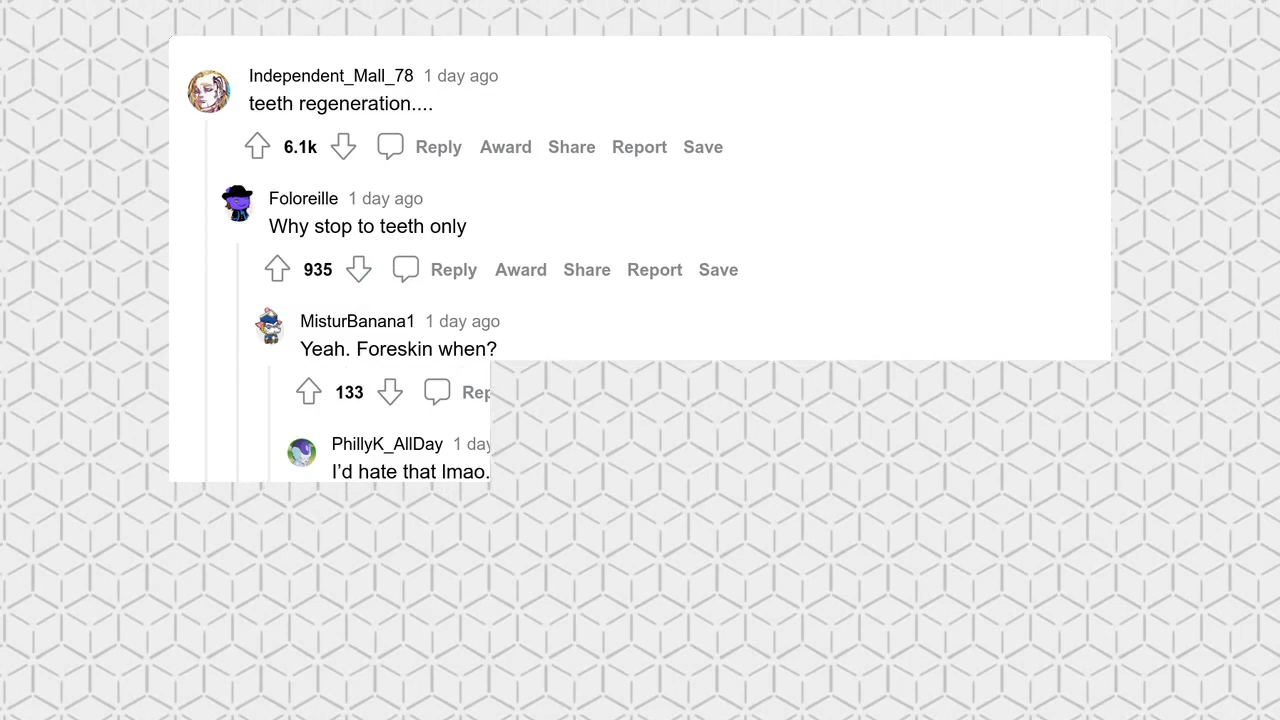 Independent_Mall_78 1 day ago
teeth regeneration....
6.1k Reply Award Share Report Save
Foloreille 1 day ago
Why stop to teeth only
935 Reply Award Share Report Save
MisturBanana1 1 day ago
Yeah. Foreskin when?
133 Rep
PhillyK_AllDay 1 day
I’d hate that lmao.